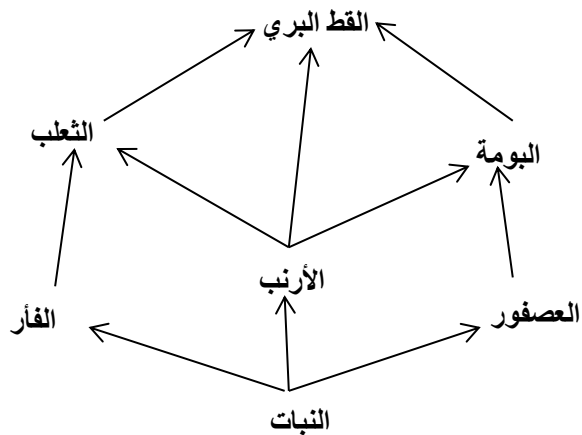 القط البري
الثعلب
البومة
الأرنب
العصفور
الفأر
النبات